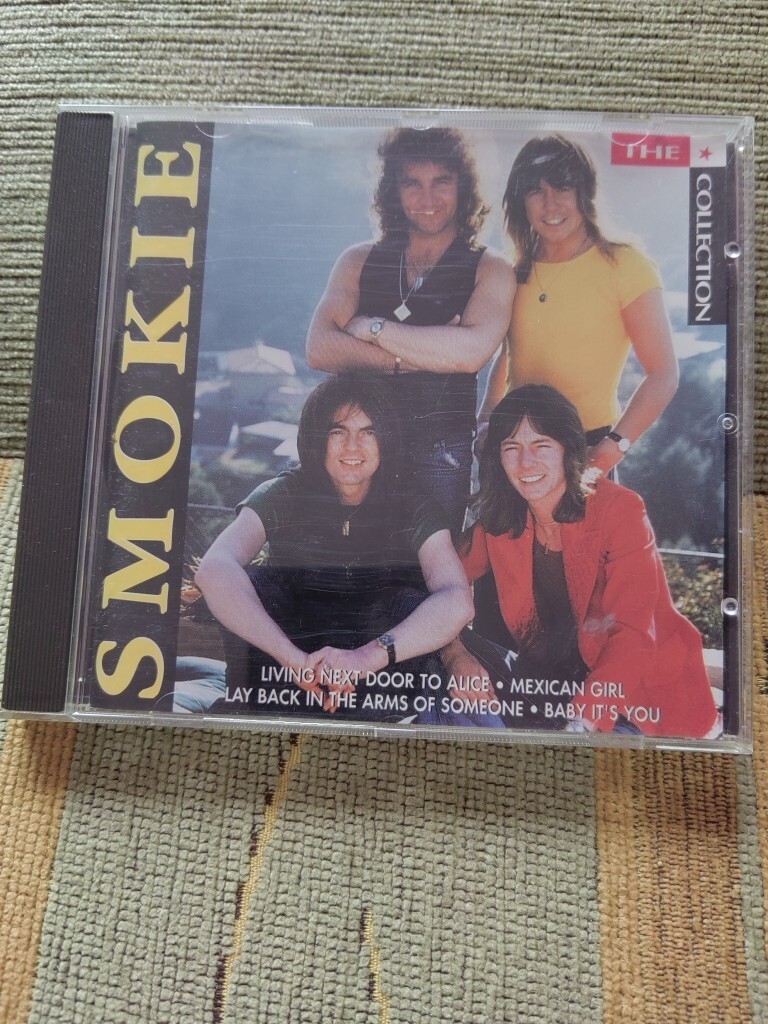 SMOKIE
THE
COLLECTION
LIVING NEXT DOOR TO ALICE • MEXICAN GIRL
LAY BACK IN THE ARMS OF SOMEONE • BABY IT'S YOU